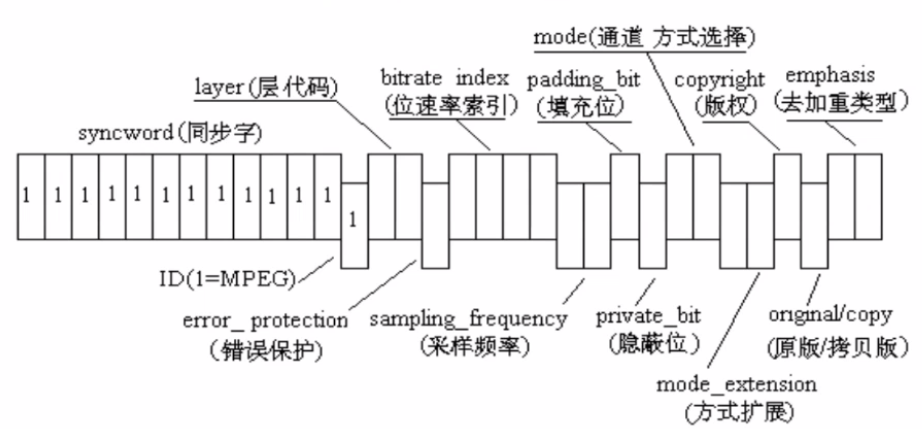 mode(通道 方式选择)
layer(层代码)
bitrate index
(位速率索引)
padding_bit
(填充位)
copyright
(版权)
emphasis
(去加重类型)
syncword(同步字)
1 1 1 1 1 1 1 1 1 1 1 1
1
ID(1=MPEG)
error_ protection
(错误保护)
sampling_frequency
(采样频率)
private_bit
(隐蔽位)
original/copy
(原版/拷贝版)
mode_extension
(方式扩展)